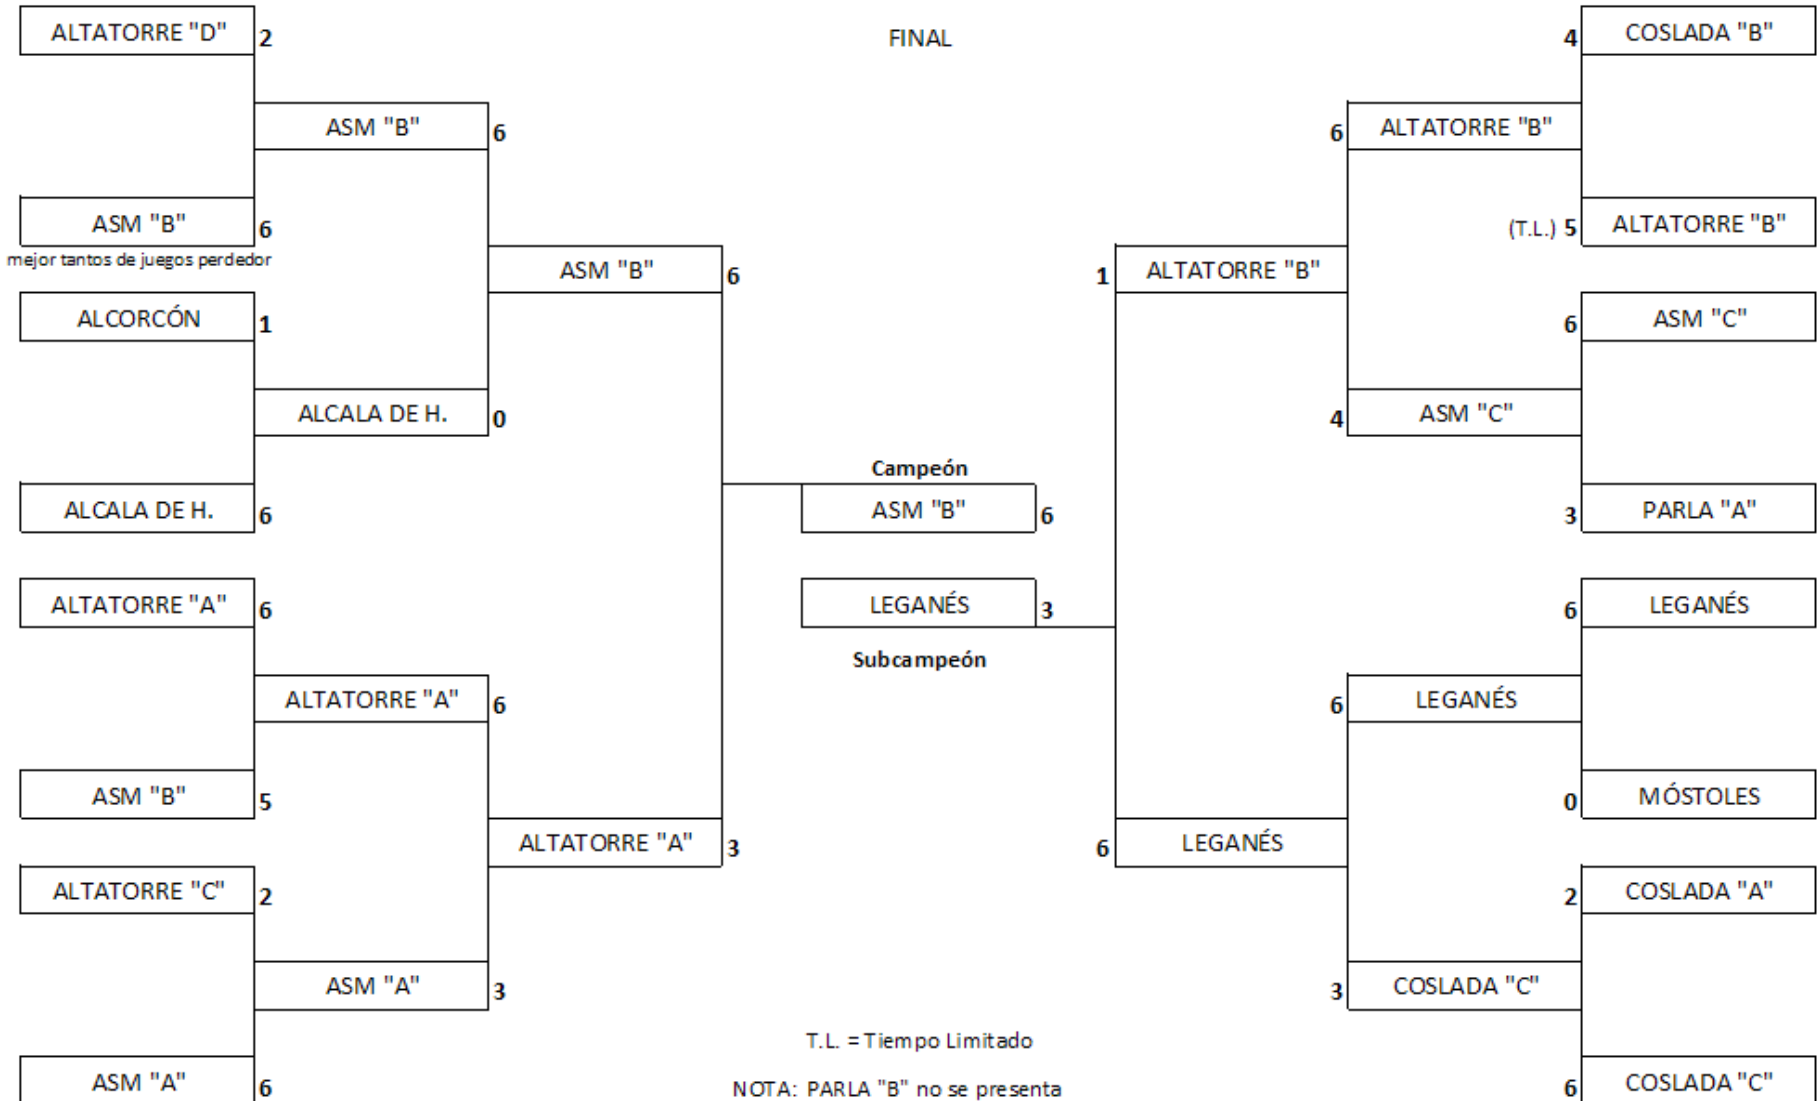 ALTATORRE "D" 2
FINAL
4 COSLADA "B"
ASM "B" 6
6 ALTATORRE "B"
ASM "B" 6
(T.L.) 5 ALTATORRE "B"
mejor tantos de juegos perdedor
ASM "B" 6
1 ALTATORRE "B"
ALCORCÓN 1
6 ASM "C"
ALCALA DE H. 0
4 ASM "C"
Campeón
ALCALA DE H. 6
ASM "B" 6
3 PARLA "A"
ALTATORRE "A" 6
LEGANÉS 3
6 LEGANÉS
Subcampeón
ALTATORRE "A" 6
6 LEGANÉS
ASM "B" 5
0 MÓSTOLES
ALTATORRE "A" 3
6 LEGANÉS
ALTATORRE "C" 2
2 COSLADA "A"
ASM "A" 3
3 COSLADA "C"
T.L. = Tiempo Limitado
ASM "A" 6
NOTA: PARLA "B" no se presenta
6 COSLADA "C"